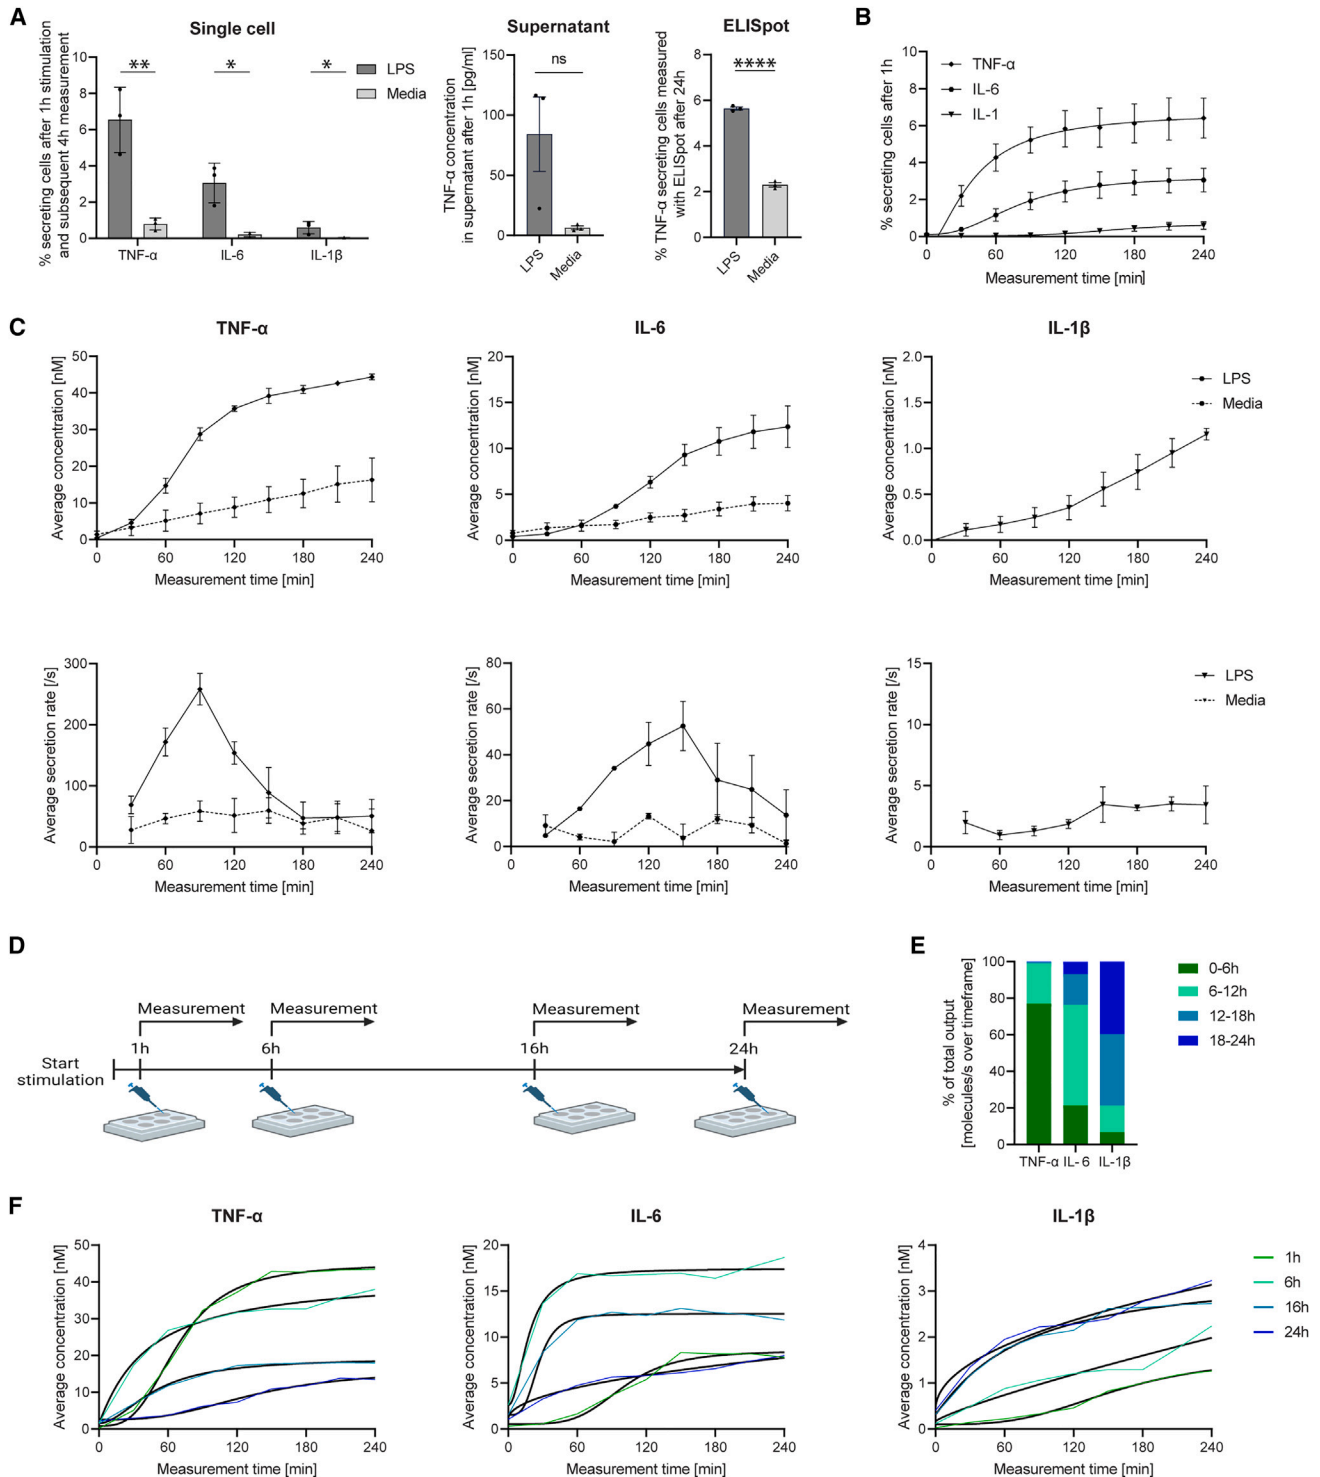 A
Single cell
% secreting cells after 1h stimulation
and subsequent 4h measurement
10
8
6
4
2
0
**
*
*
LPS
Media
TNF-α
IL-6
IL-1β
Supernatant
TNF-α concentration
in supernatant after 1h [pg/ml]
150
100
50
0
ns
LPS
Media
ELISpot
% TNF-α secreting cells measured
with ELISpot after 24h
8
6
4
2
0
****
LPS
Media
B
% secreting cells after 1h
10
8
6
4
2
0
TNF-α
IL-6
IL-1
0 60 120 180 240
Measurement time [min]
C
TNF-α
Average concentration [nM]
50
40
30
20
10
0
0 60 120 180 240
Measurement time [min]
IL-6
Average concentration [nM]
20
15
10
5
0
0 60 120 180 240
Measurement time [min]
IL-1β
Average concentration [nM]
2.0
1.5
1.0
0.5
0.0
0 60 120 180 240
Measurement time [min]
LPS
Media
Average secretion rate [/s]
300
200
100
0
0 60 120 180 240
Measurement time [min]
Average secretion rate [/s]
80
60
40
20
0
0 60 120 180 240
Measurement time [min]
Average secretion rate [/s]
15
10
5
0
0 60 120 180 240
Measurement time [min]
LPS
Media
D
Measurement
Measurement
Measurement
Measurement
1h
6h
16h
24h
Start
stimulation
E
% of total output
[molecules/s over timeframe]
100
80
60
40
20
0
TNF-α IL-6 IL-1β
0-6h
6-12h
12-18h
18-24h
F
TNF-α
Average concentration [nM]
50
40
30
20
10
0
0 60 120 180 240
Measurement time [min]
IL-6
Average concentration [nM]
20
15
10
5
0
0 60 120 180 240
Measurement time [min]
IL-1β
Average concentration [nM]
4
3
2
1
0
0 60 120 180 240
Measurement time [min]
1h
6h
16h
24h